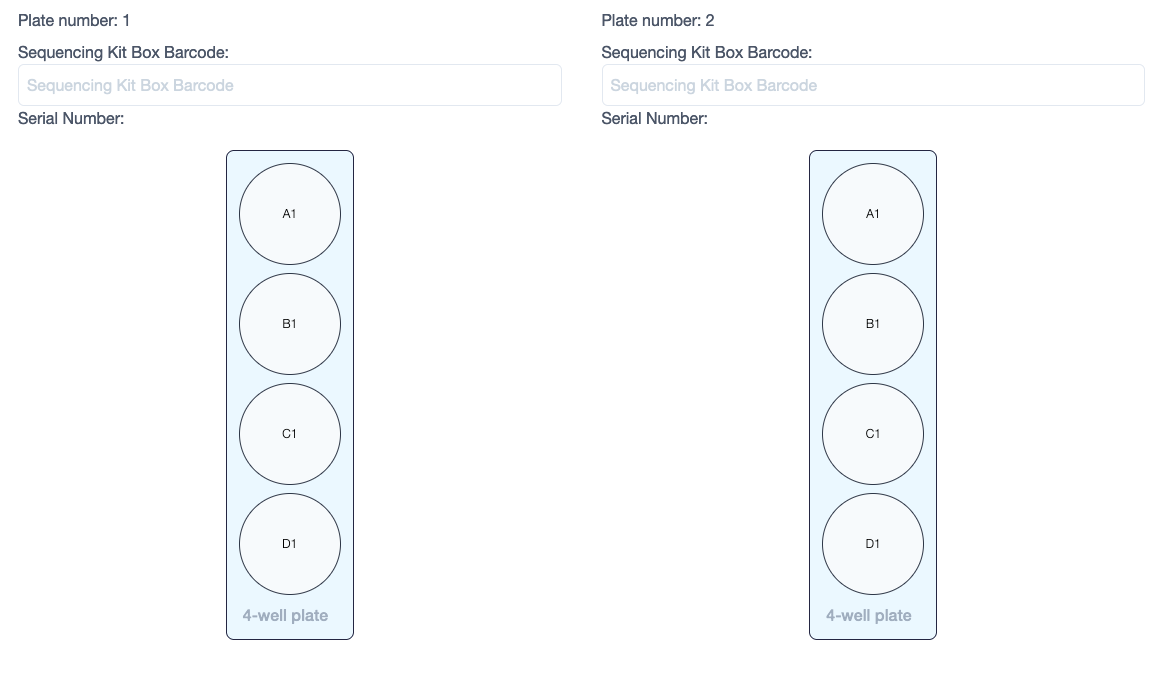 Plate number: 1
Sequencing Kit Box Barcode:
Sequencing Kit Box Barcode
Serial Number:
A1
B1
C1
D1
4-well plate
Plate number: 2
Sequencing Kit Box Barcode:
Sequencing Kit Box Barcode
Serial Number:
A1
B1
C1
D1
4-well plate